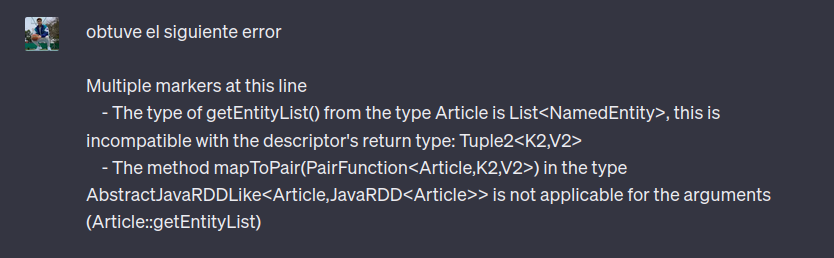 obtuve el siguiente error
Multiple markers at this line
- The type of getEntityList() from the type Article is List<NamedEntity>, this is
incompatible with the descriptor's return type: Tuple2<K2,V2>
- The method mapToPair(PairFunction<Article,K2,V2>) in the type
AbstractJavaRDDLike<Article,JavaRDD<Article>> is not applicable for the arguments
(Article::getEntityList)